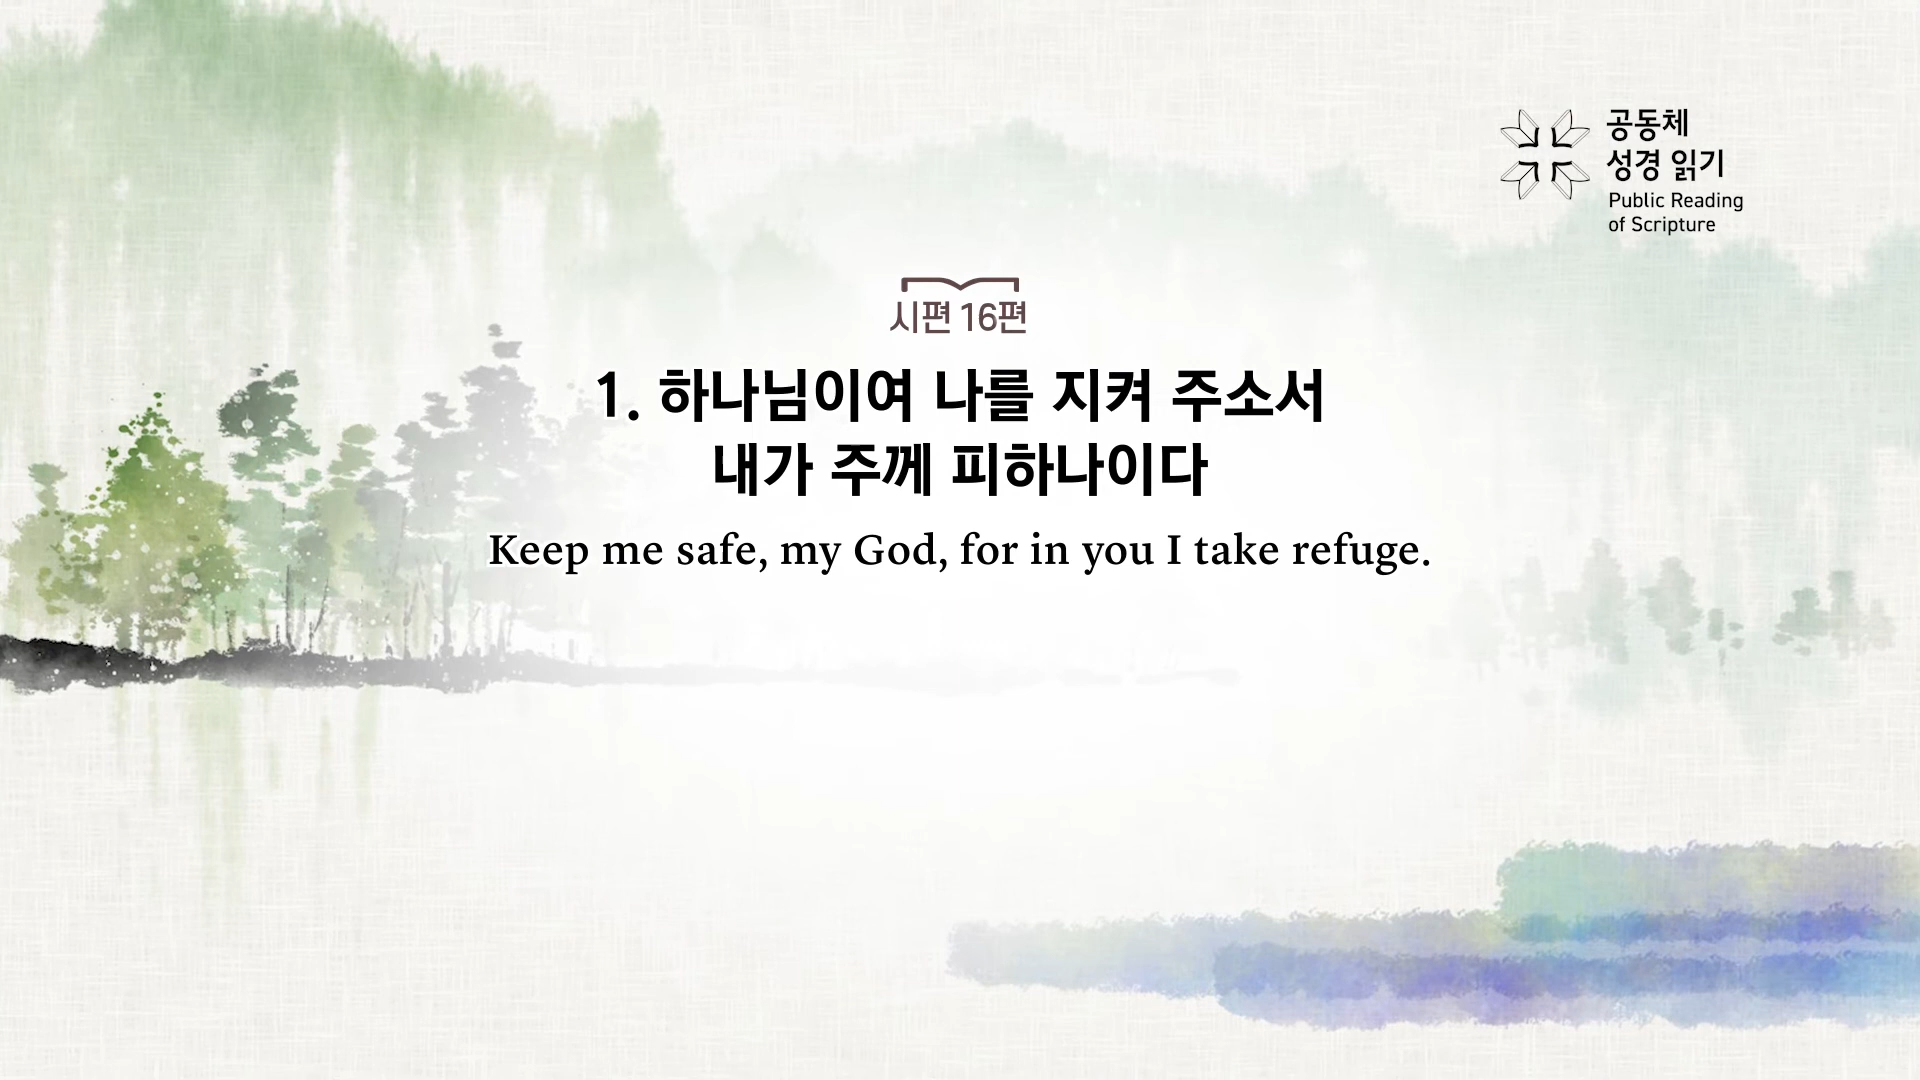 공동체
성경 읽기
Public Reading
of Scripture
시편 16편
1. 하나님이여 나를 지켜 주소서
내가 주께 피하나이다
Keep me safe, my God, for in you I take refuge.